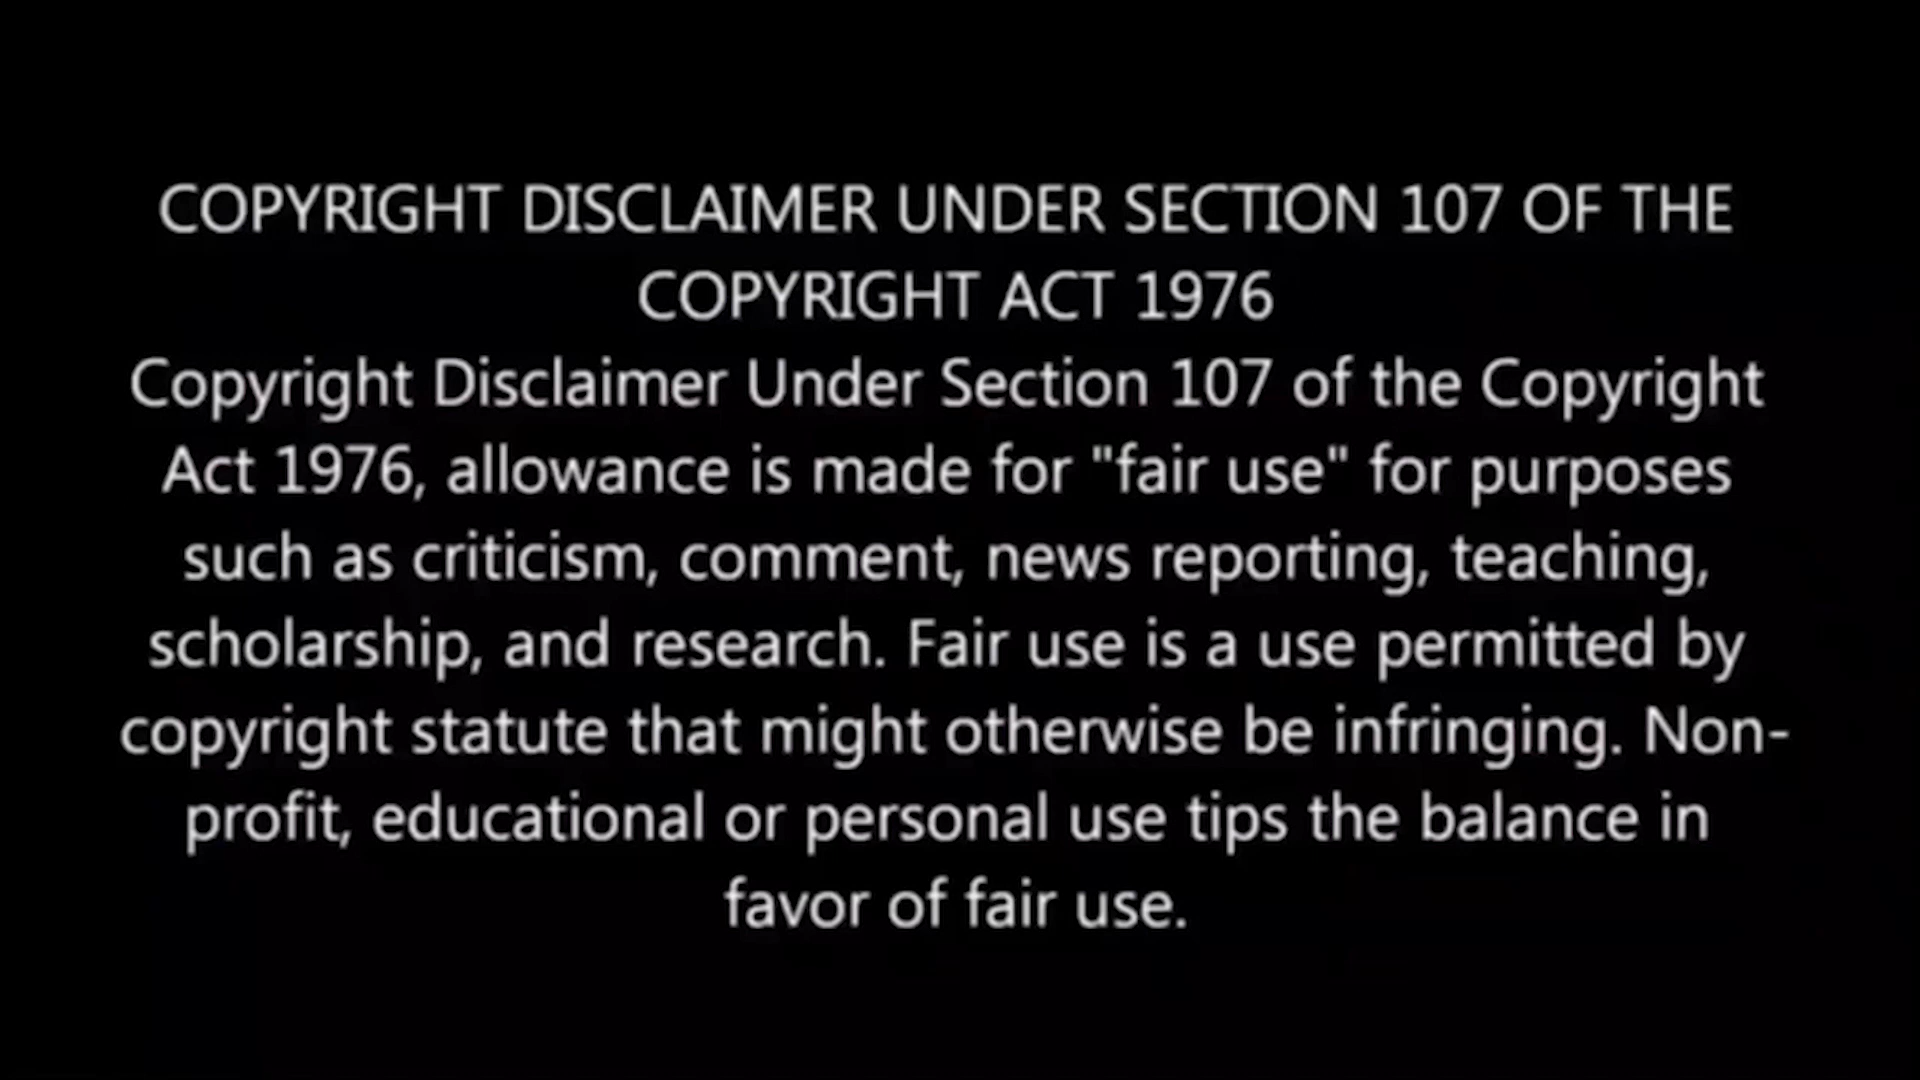 COPYRIGHT DISCLAIMER UNDER SECTION 107 OF THE
COPYRIGHT ACT 1976
Copyright Disclaimer Under Section 107 of the Copyright
Act 1976, allowance is made for "fair use" for purposes
such as criticism, comment, news reporting, teaching,
scholarship, and research. Fair use is a use permitted by
copyright statute that might otherwise be infringing. Non-
profit, educational or personal use tips the balance in
favor of fair use.